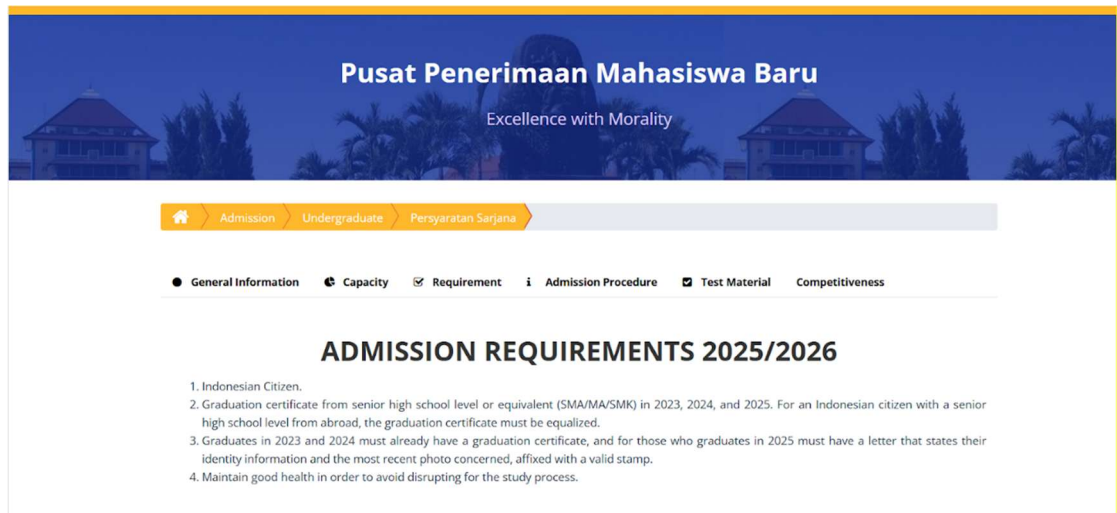 Pusat Penerimaan Mahasiswa Baru
Excellence with Morality
Admission Undergraduate Persyaratan Sarjana
General Information Capacity Requirement Admission Procedure Test Material Competitiveness
ADMISSION REQUIREMENTS 2025/2026
1. Indonesian Citizen.
2. Graduation certificate from senior high school level or equivalent (SMA/MA/SMK) in 2023, 2024, and 2025. For an Indonesian citizen with a senior
high school level from abroad, the graduation certificate must be equalized.
3. Graduates in 2023 and 2024 must already have a graduation certificate, and for those who graduates in 2025 must have a letter that states their
identity information and the most recent photo concerned, affixed with a valid stamp.
4. Maintain good health in order to avoid disrupting for the study process.